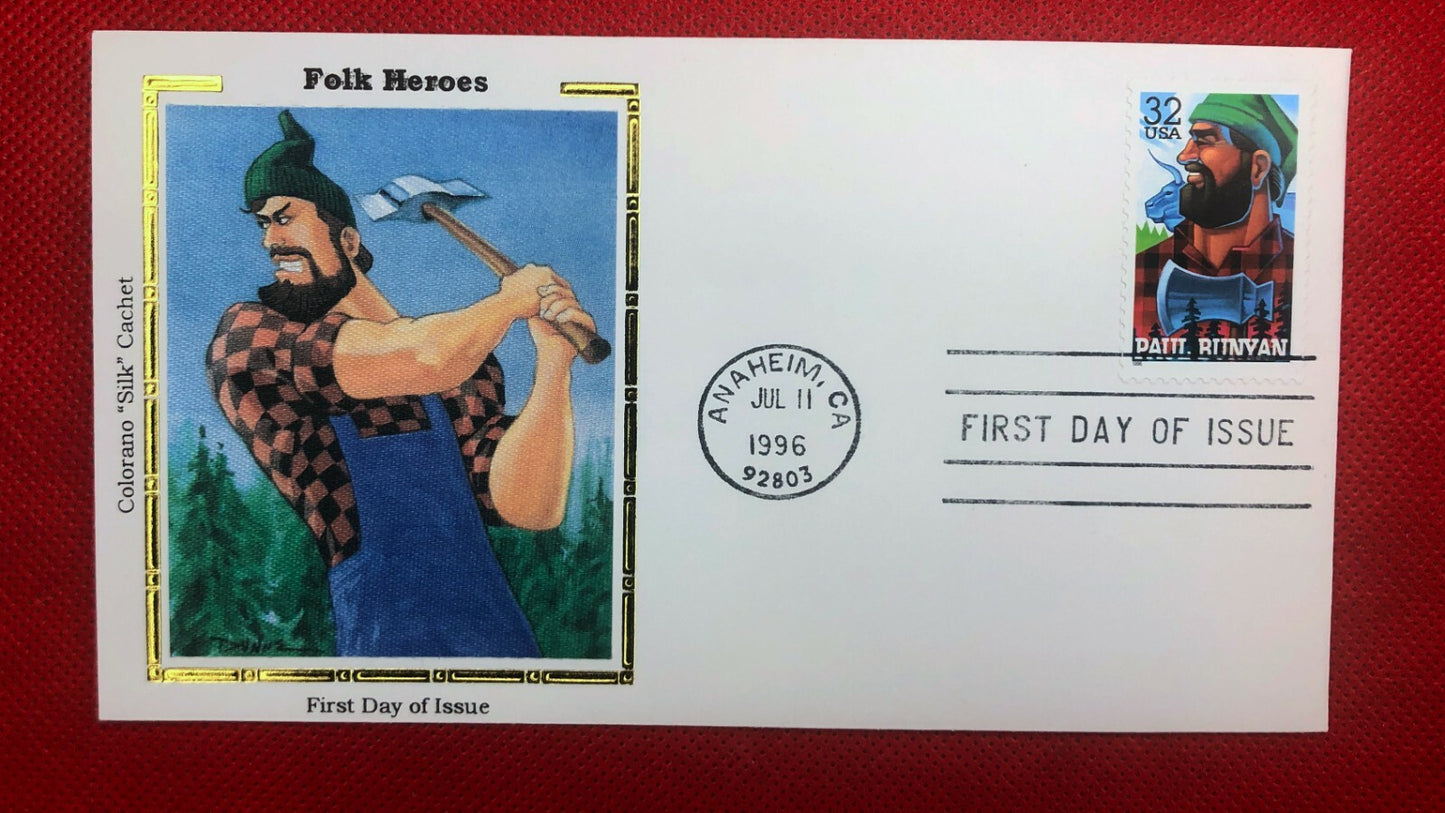 Folk Heroes
Colorano "Silk" Cachet
First Day of Issue
32
USA
PAUL BUNYAN
ANAHEIM, CA
JUL 11
1996
92803
FIRST DAY OF ISSUE